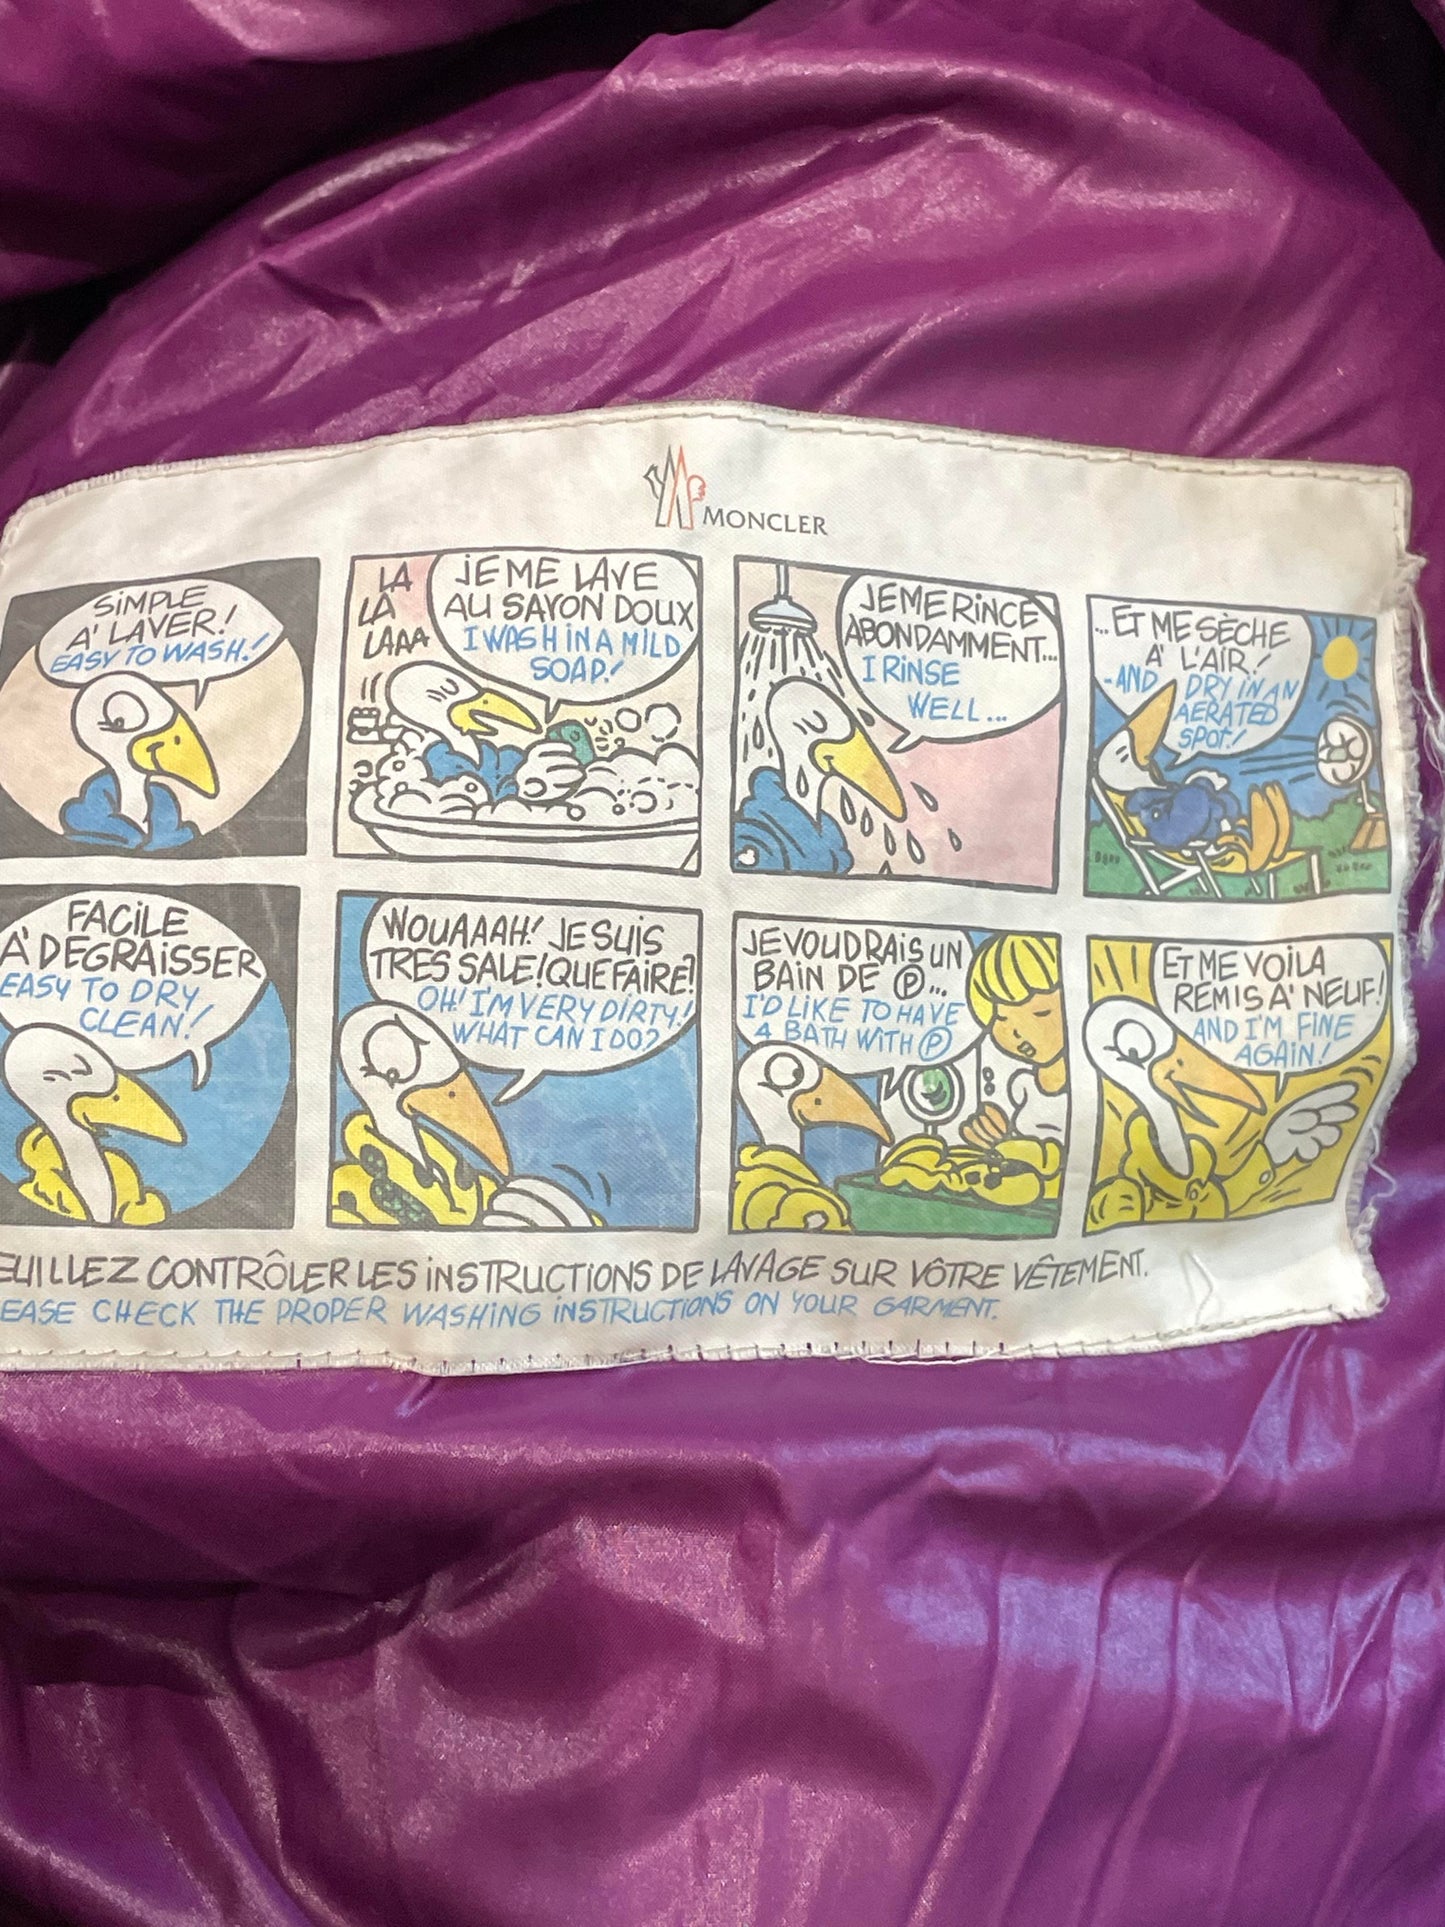 MONCLER
SIMPLE
A' LAVER!
EASY TO WASH!
LA
LÀ
LAAA
JE ME LAVE
AU SAVON DOUX
I WASH IN A MILD
SOAP!
JE ME RINCE
ABONDAMMENT...
I RINSE
WELL...
...ET ME SÈCHE
A' L'AIR!
-AND DRY IN AN
AERATED
SPOT!
FACILE
A' DEGRAISSER
EASY TO DRY
CLEAN!
WOUAAAH! JE SUIS
TRES SALE! QUE FAIRE?
OH! I'M VERY DIRTY!
WHAT CAN I DO?
JE VOUDRAIS UN
BAIN DE Ⓟ...
I'D LIKE TO HAVE
A BATH WITH Ⓟ
ET ME VOILA
REMIS A' NEUF!
AND I'M FINE
AGAIN!
EUILLEZ CONTRÔLER LES INSTRUCTIONS DE LAVAGE SUR VÔTRE VÊTEMENT.
EASE CHECK THE PROPER WASHING INSTRUCTIONS ON YOUR GARMENT.